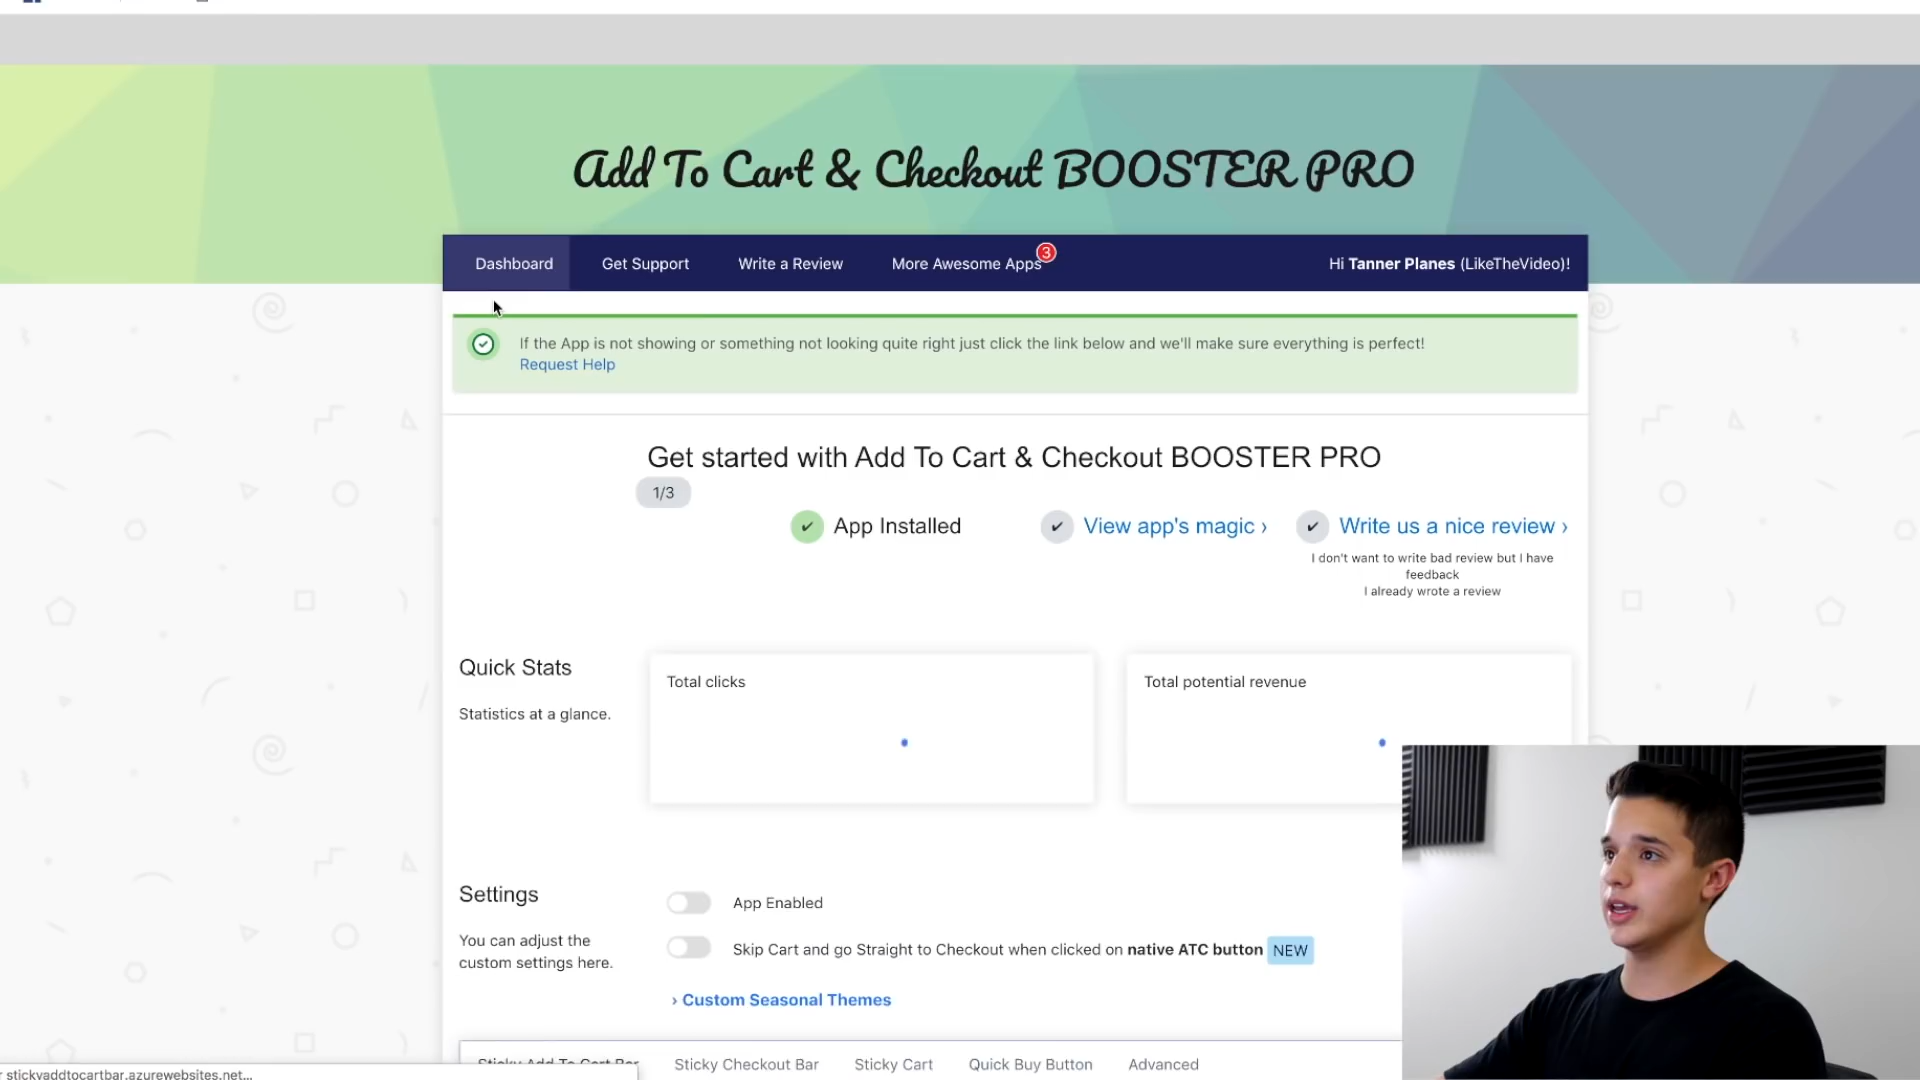 Add To Cart & Checkout BOOSTER PRO
Dashboard
Get Support
Write a Review
More Awesome Apps
3
Hi Tanner Planes (LikeTheVideo)!
If the App is not showing or something not looking quite right just click the link below and we'll make sure everything is perfect!
Request Help
Get started with Add To Cart & Checkout BOOSTER PRO
1/3
App Installed
View app's magic ›
Write us a nice review ›
I don't want to write bad review but I have
feedback
I already wrote a review
Quick Stats
Statistics at a glance.
Total clicks
Total potential revenue
Settings
You can adjust the
custom settings here.
App Enabled
Skip Cart and go Straight to Checkout when clicked on native ATC button NEW
› Custom Seasonal Themes
Sticky Add To Cart Bar
Sticky Checkout Bar
Sticky Cart
Quick Buy Button
Advanced
stickyaddtocartbar.azurewebsites.net...